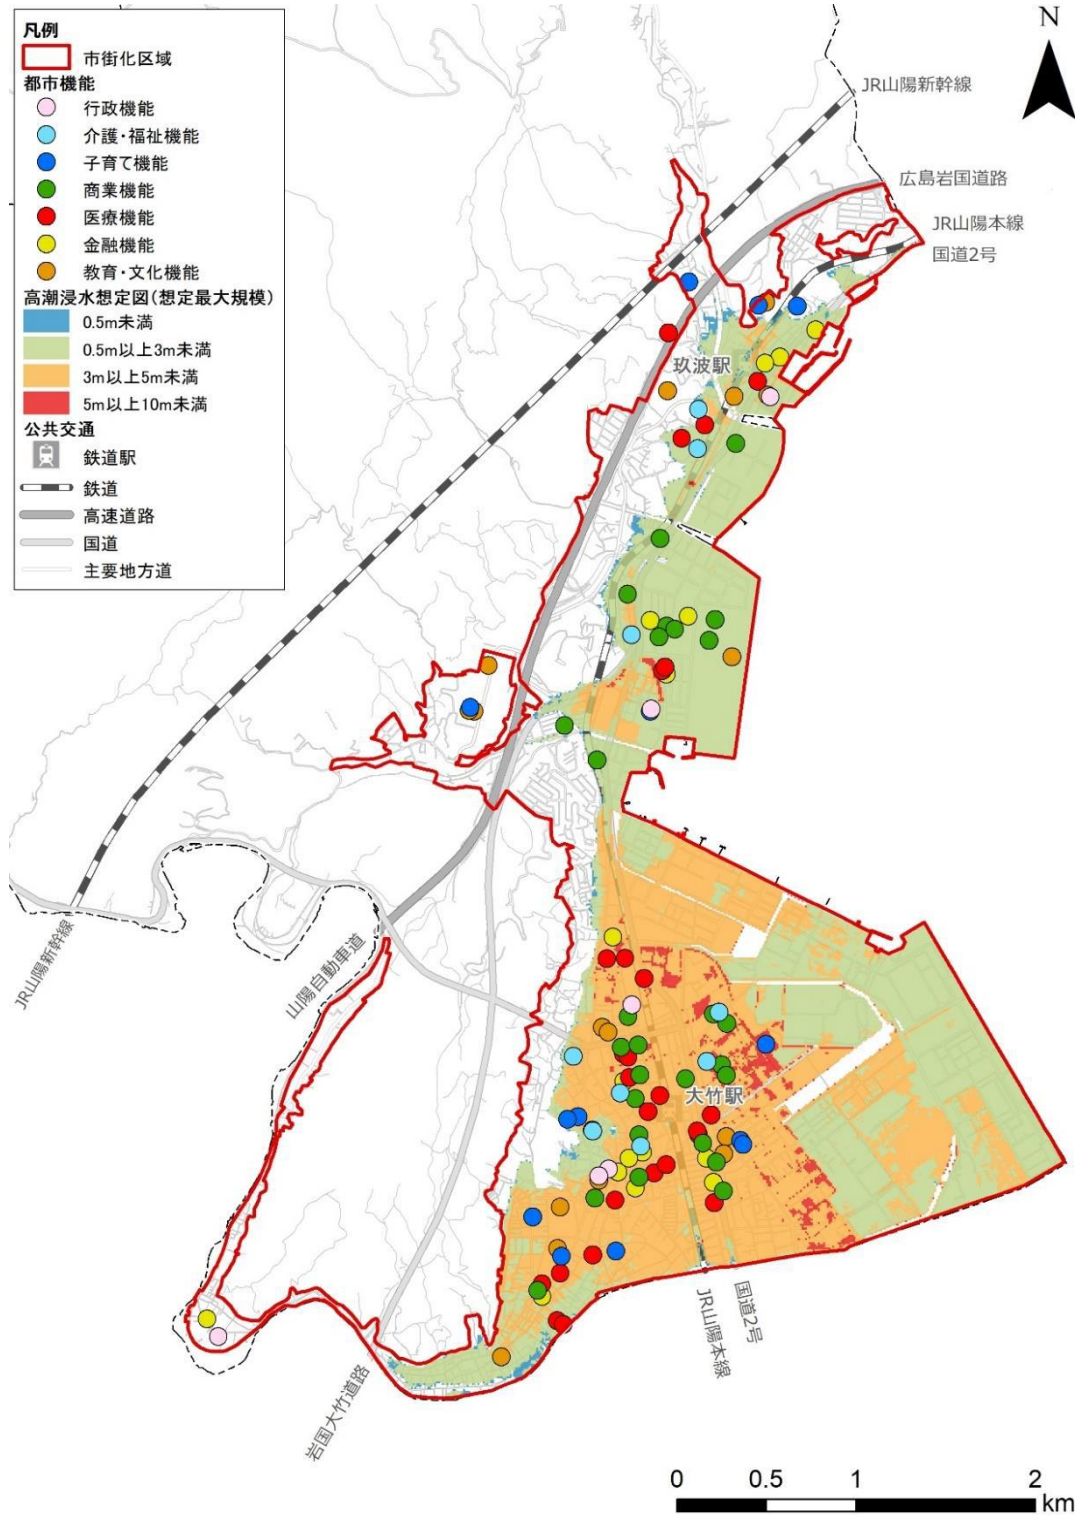 凡例
市街化区域
都市機能
行政機能
介護・福祉機能
子育て機能
商業機能
医療機能
金融機能
教育・文化機能
高潮浸水想定図(想定最大規模)
0.5m未満
0.5m以上3m未満
3m以上5m未満
5m以上10m未満
公共交通
鉄道駅
鉄道
高速道路
国道
主要地方道
N
JR山陽新幹線
広島岩国道路
JR山陽本線
国道2号
玖波駅
JR山陽新幹線
山陽自動車道
大竹駅
岩国大竹道路
JR山陽本線
国道2号
0 0.5 1 2
km